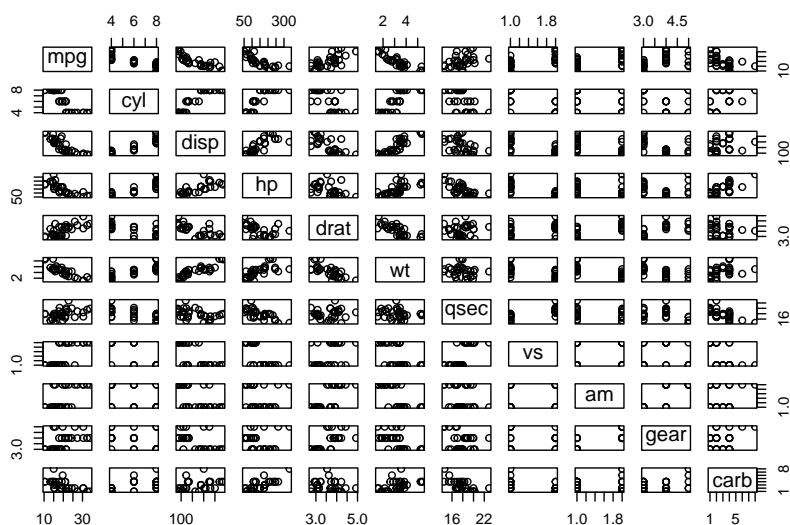 4 6 8 50 300 2 4 1.0 1.8 3.0 4.5
mpg 10
4 8 cyl
disp 100
50 hp
drat 3.0
2 wt
qsec 16
1.0 vs
am 1.0
3.0 gear
carb 1 8
10 30 100 3.0 5.0 16 22 1.0 1.8 1 5